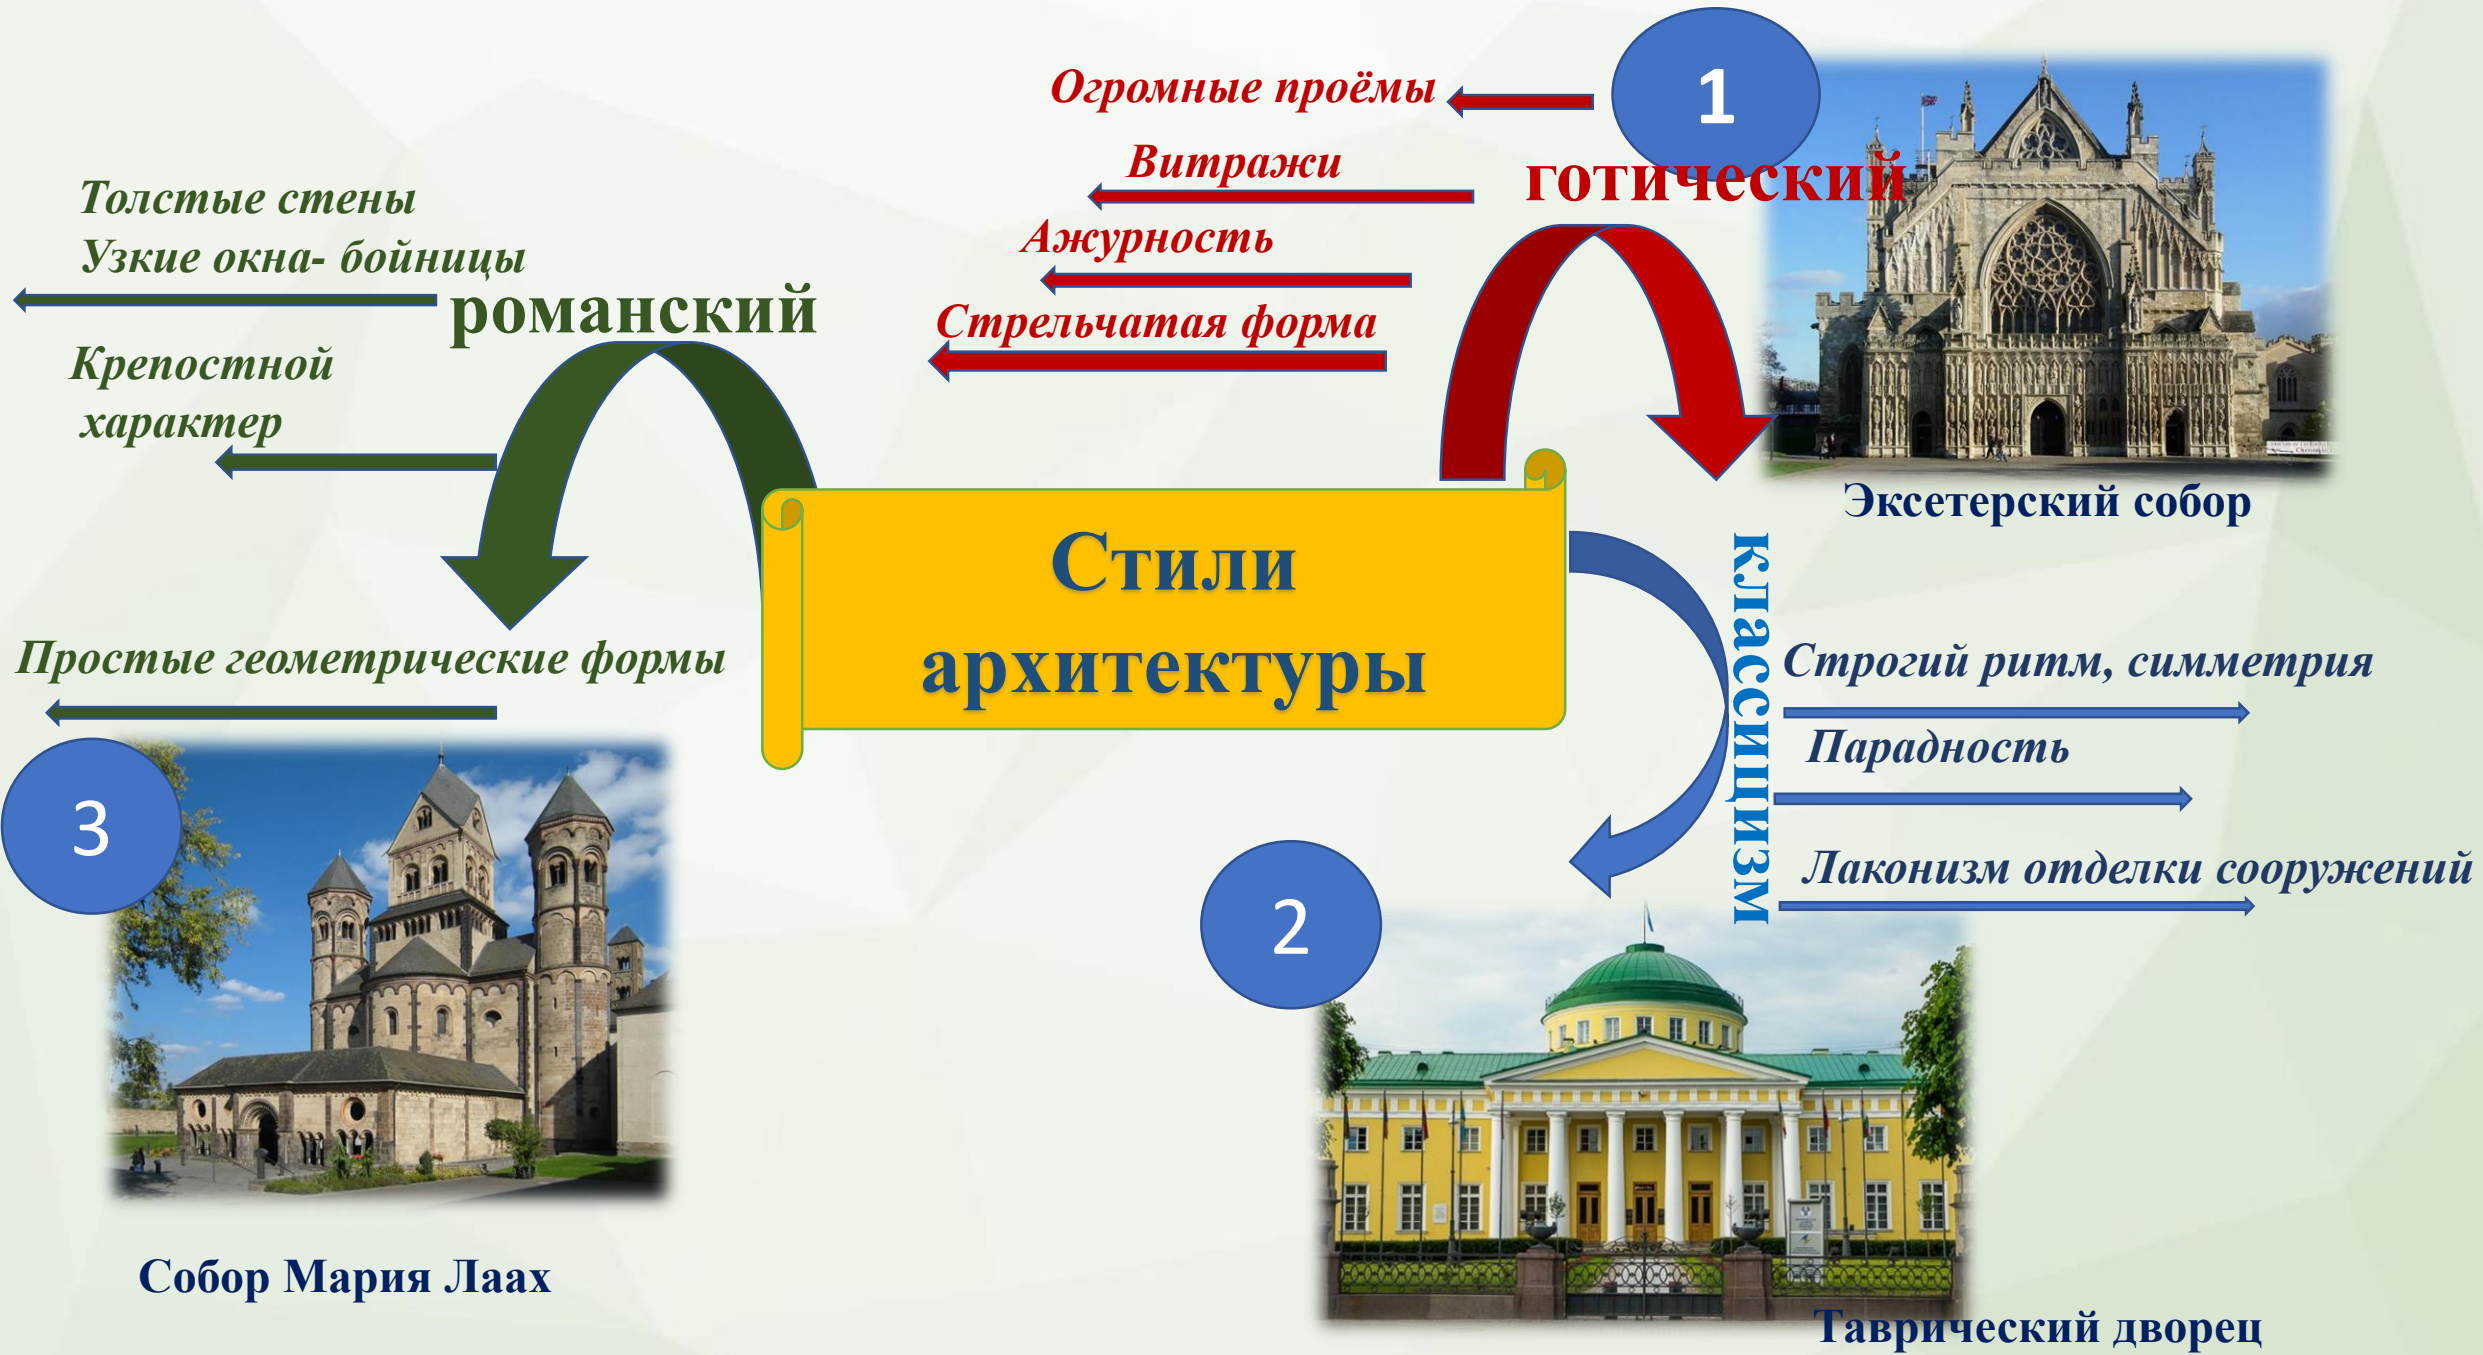 1
Огромные проёмы
Витражи
готический
Ажурность
Стрельчатая форма
Эксетерский собор
Толстые стены
Узкие окна- бойницы
романский
Крепостной
характер
Простые геометрические формы
3
Собор Мария Лаах
Стили
архитектуры
классицизм
Строгий ритм, симметрия
Парадность
Лаконизм отделки сооружений
2
Таврический дворец